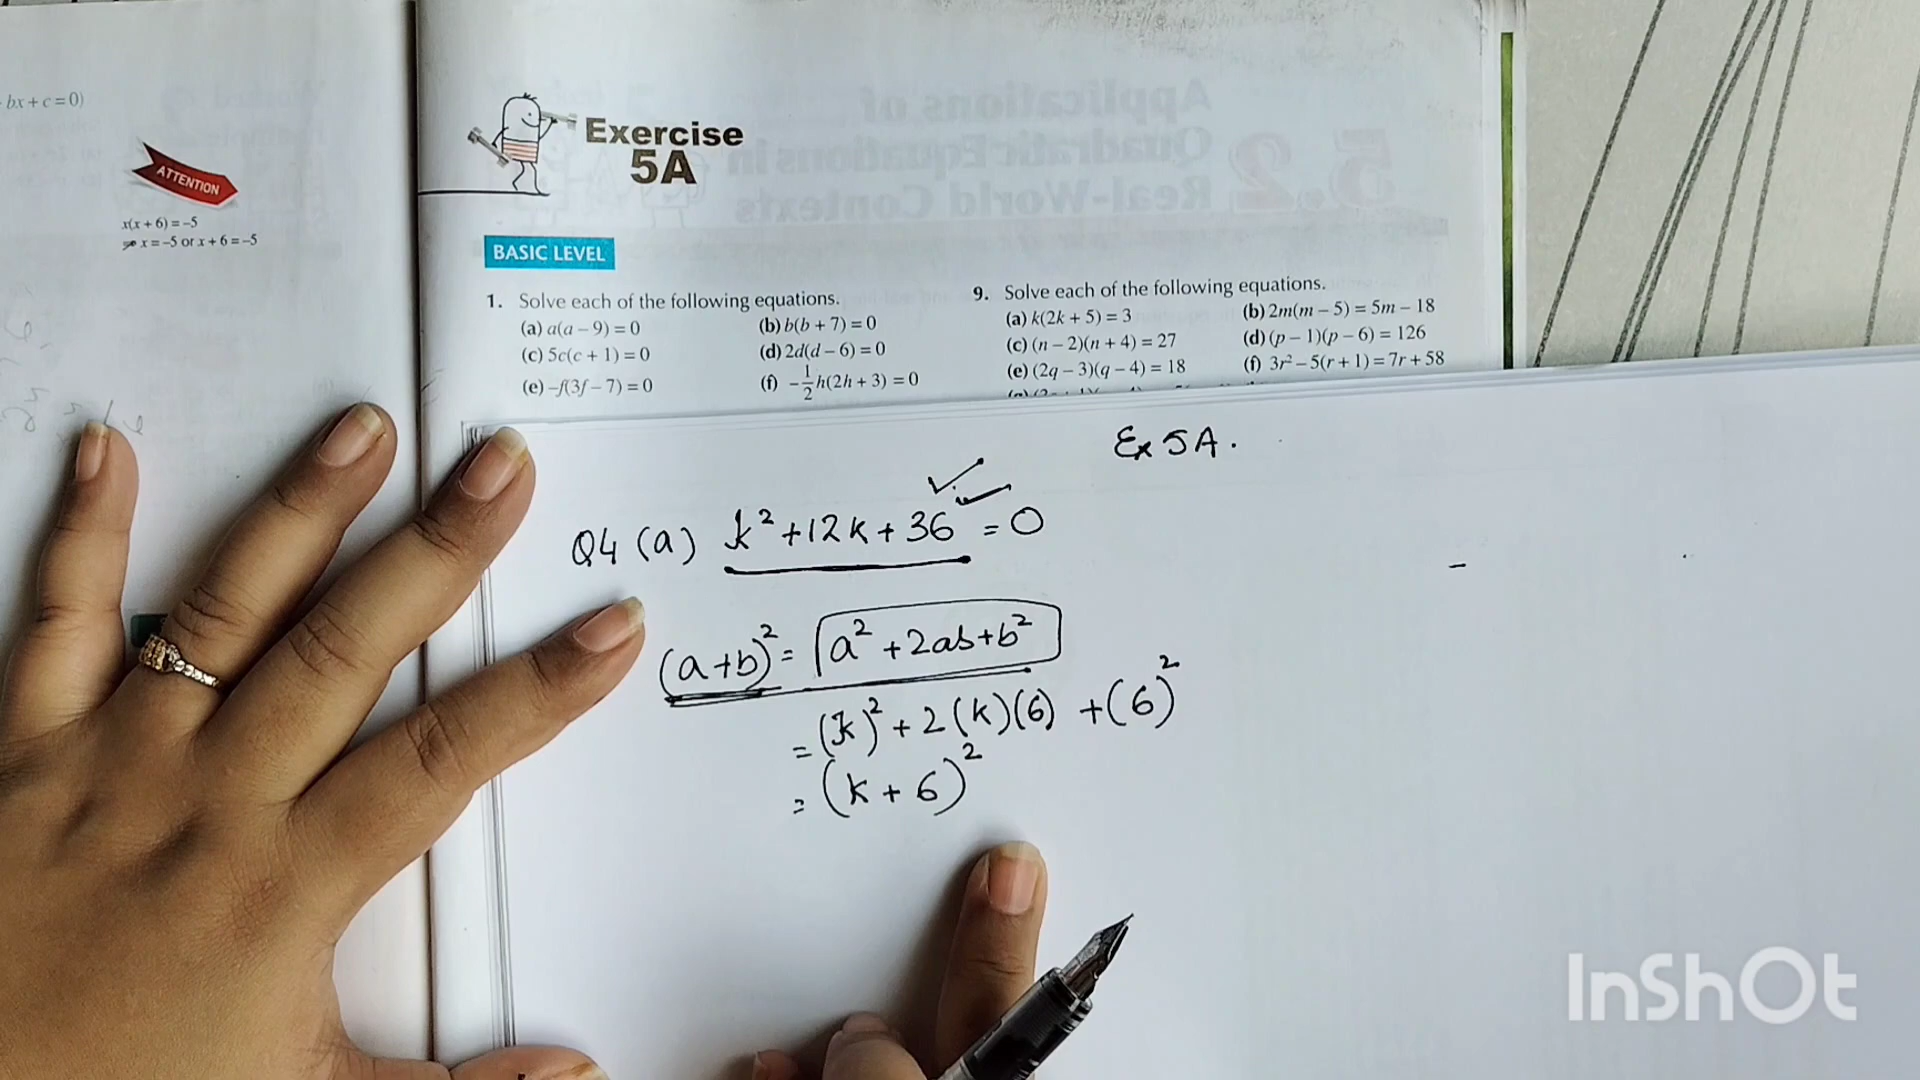 bx + c = 0)
ATTENTION
x(x + 6) = –5
⇏ x = –5 or x + 6 = –5
Exercise
5A
BASIC LEVEL
1. Solve each of the following equations.
(a) a(a – 9) = 0
(b) b(b + 7) = 0
(c) 5c(c + 1) = 0
(d) 2d(d – 6) = 0
(e) –f(3f – 7) = 0
(f) –1/2 h(2h + 3) = 0
9. Solve each of the following equations.
(a) k(2k + 5) = 3
(b) 2m(m – 5) = 5m – 18
(c) (n – 2)(n + 4) = 27
(d) (p – 1)(p – 6) = 126
(e) (2q – 3)(q – 4) = 18
(f) 3r² – 5(r + 1) = 7r + 58
Ex 5A.
Q4 (a) k² + 12k + 36 = 0
(a+b)² = a² + 2ab + b²
= (k)² + 2(k)(6) + (6)²
= (k + 6)²
InShOt